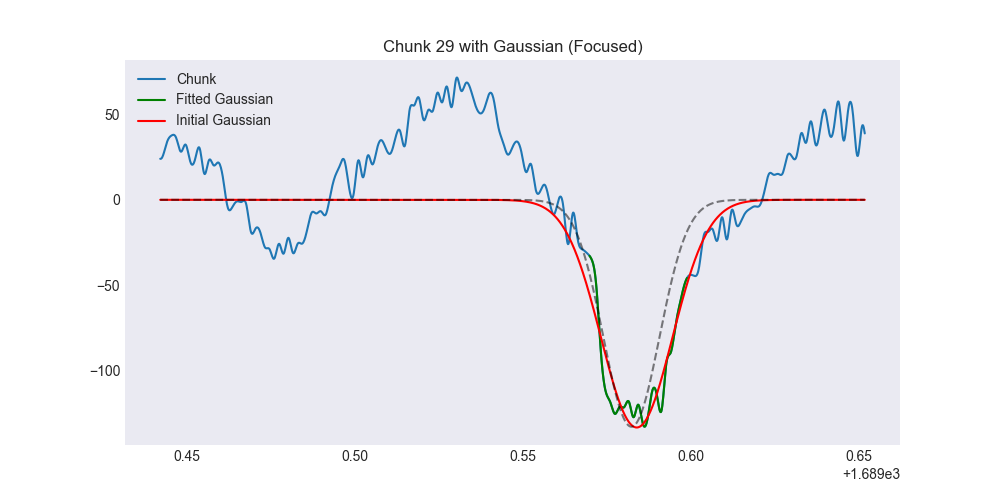 Chunk 29 with Gaussian (Focused)
Chunk
Fitted Gaussian
Initial Gaussian
50
0
−50
−100
0.45 0.50 0.55 0.60 0.65
+1.689e3